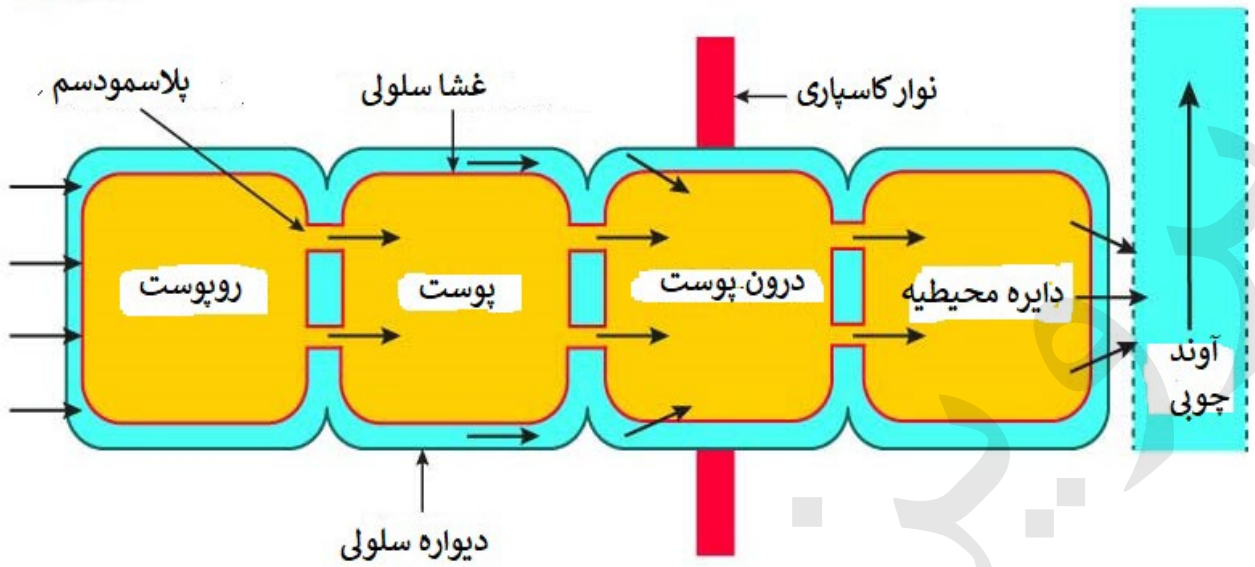 پلاسمودسم
غشا سلولی
نوار کاسپاری
روپوست
پوست
درون پوست
دایره محیطیه
آوند
چوبی
دیواره سلولی